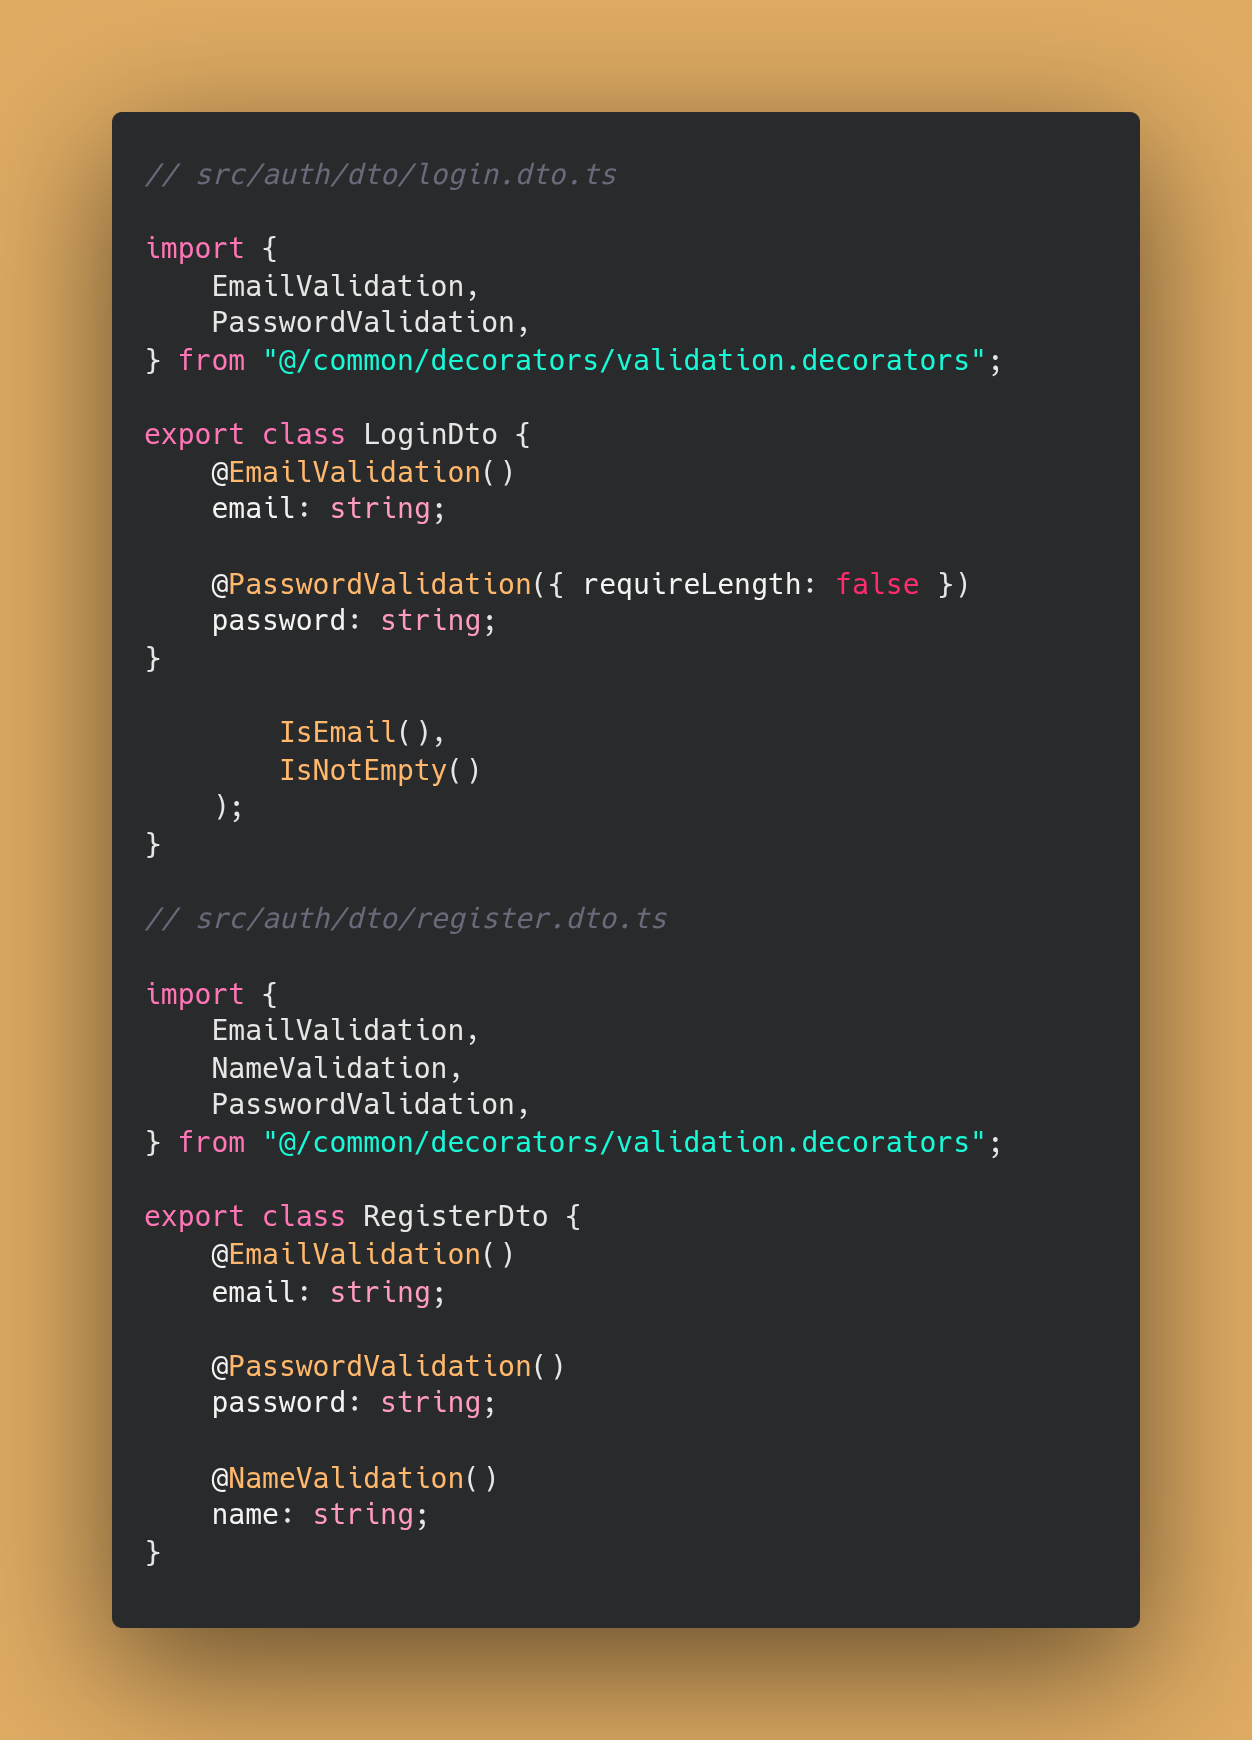 // src/auth/dto/login.dto.ts

import {
    EmailValidation,
    PasswordValidation,
} from "@/common/decorators/validation.decorators";

export class LoginDto {
    @EmailValidation()
    email: string;

    @PasswordValidation({ requireLength: false })
    password: string;
}

        IsEmail(),
        IsNotEmpty()
    );
}

// src/auth/dto/register.dto.ts

import {
    EmailValidation,
    NameValidation,
    PasswordValidation,
} from "@/common/decorators/validation.decorators";

export class RegisterDto {
    @EmailValidation()
    email: string;

    @PasswordValidation()
    password: string;

    @NameValidation()
    name: string;
}